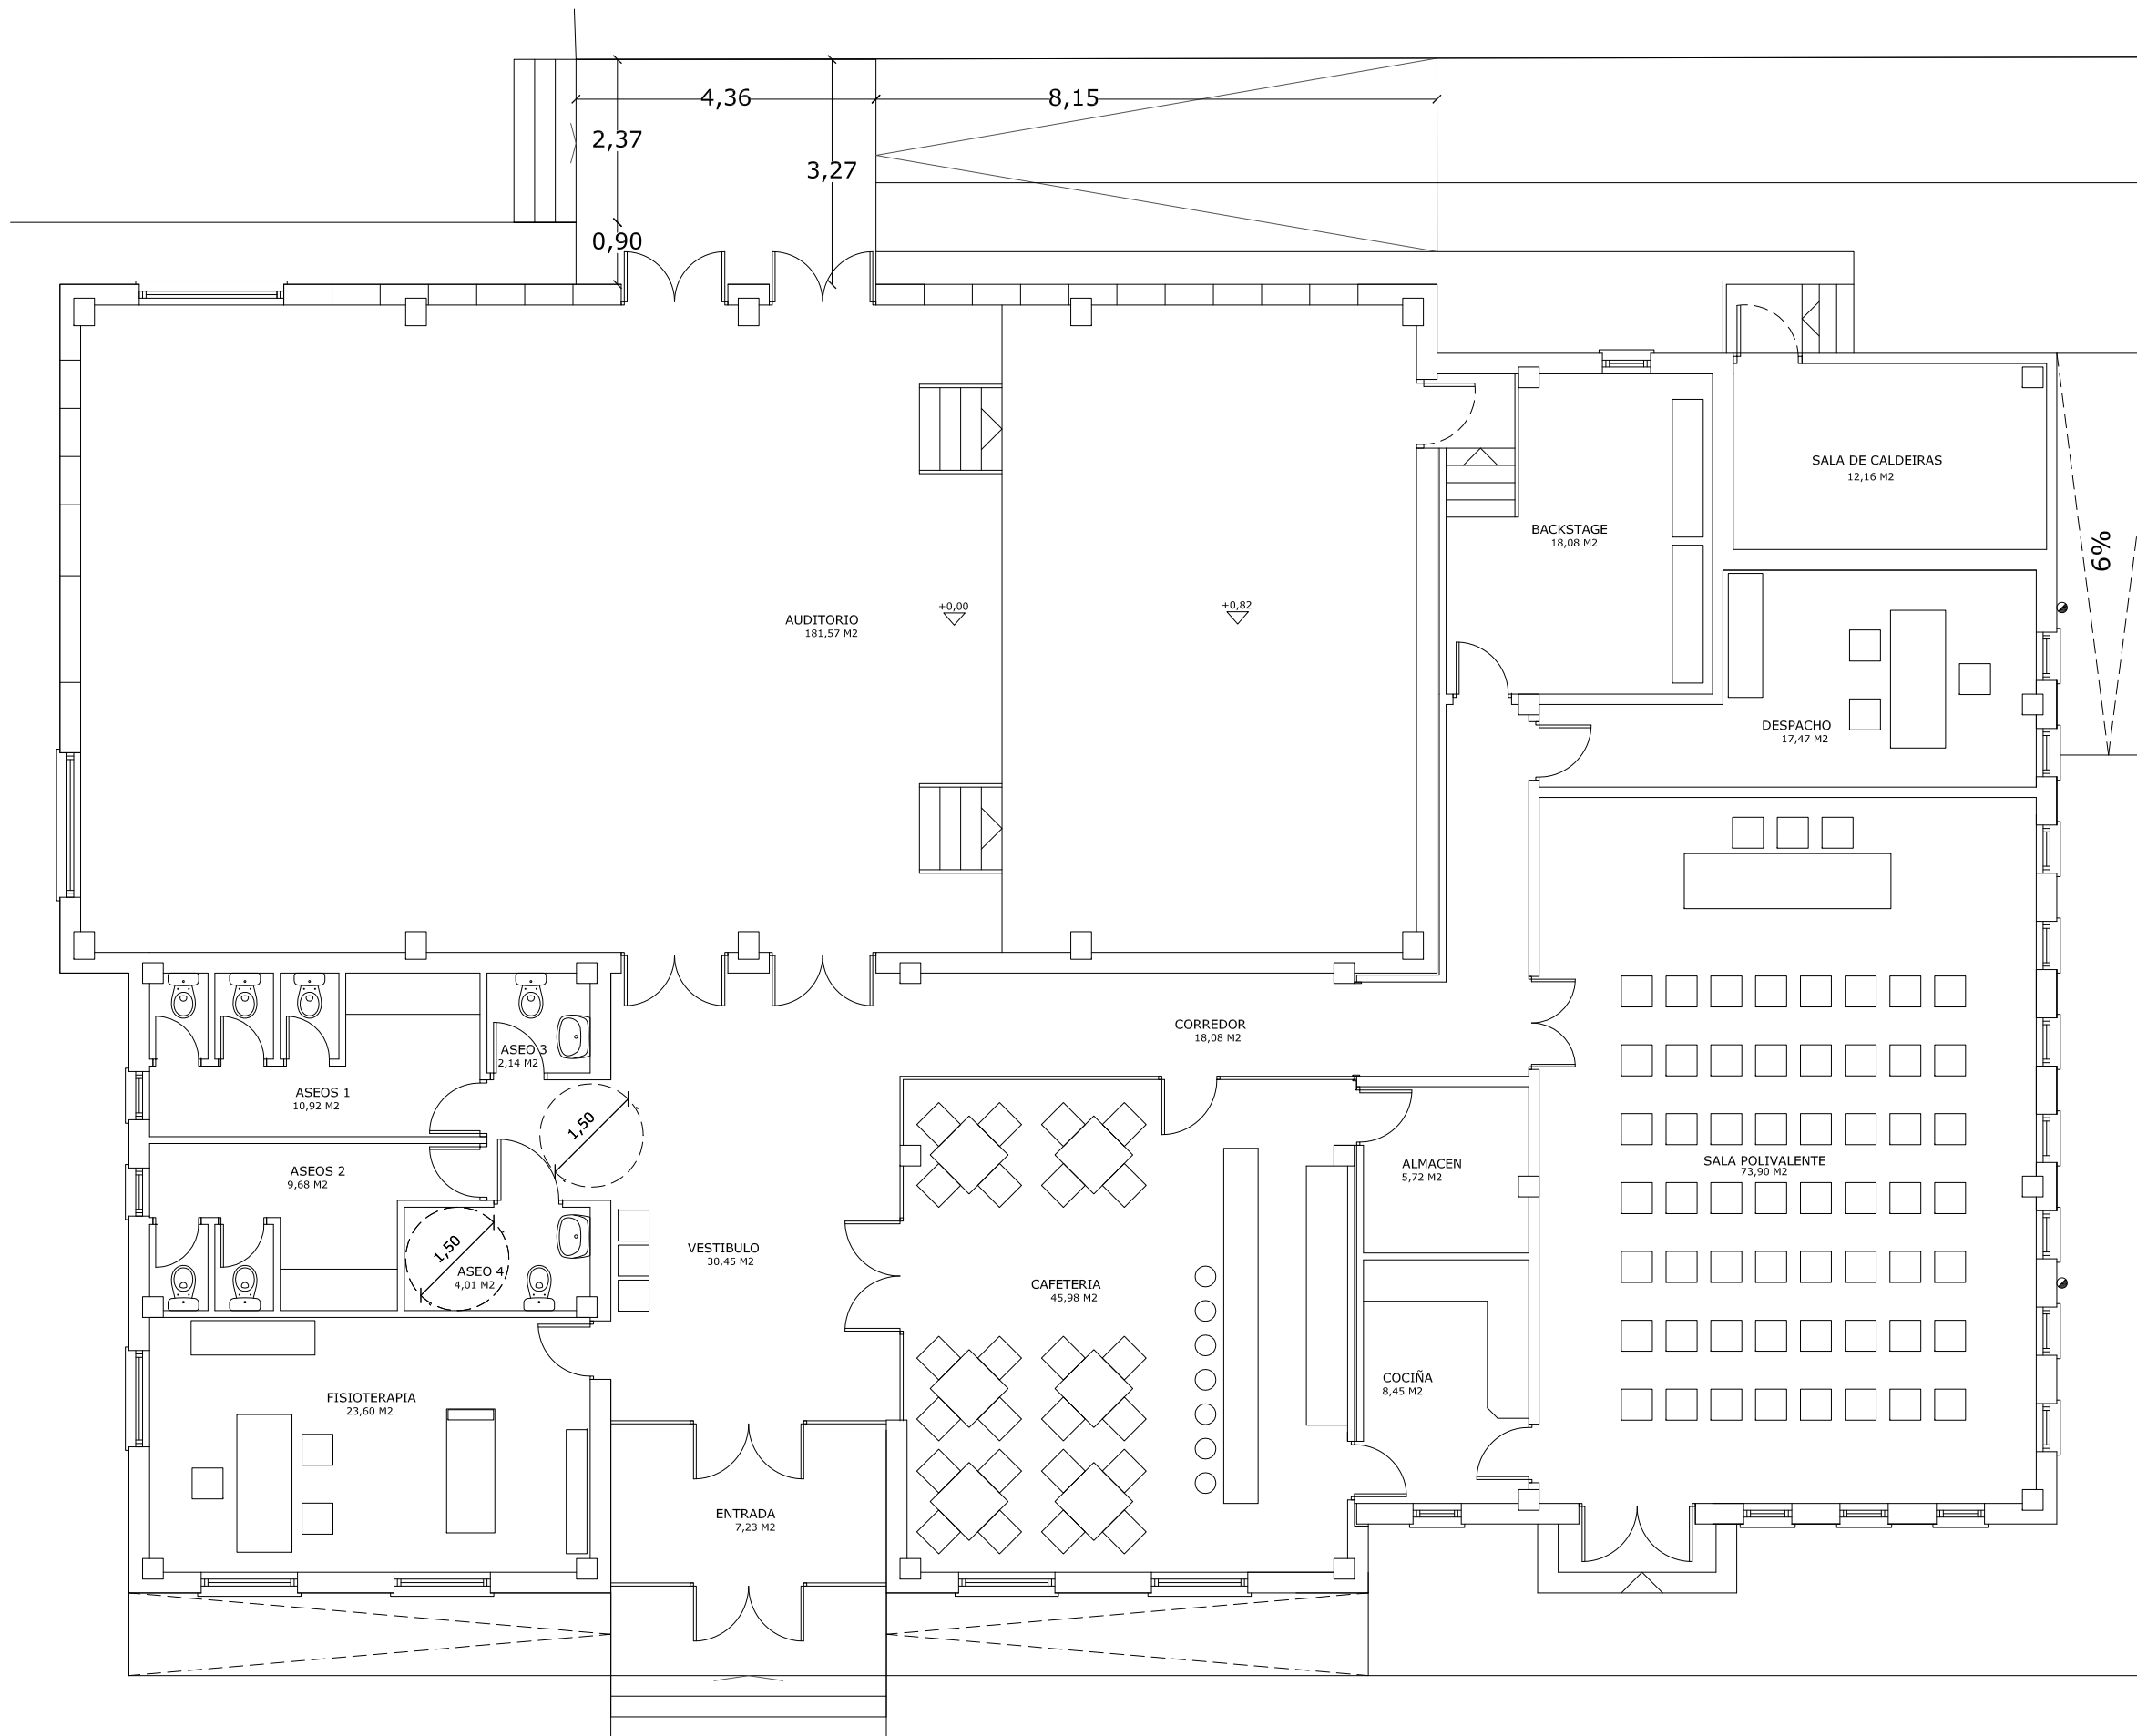 4,36
8,15
2,37
3,27
0,90
SALA DE CALDEIRAS
12,16 M2
BACKSTAGE
18,08 M2
6%
+0,00
+0,82
AUDITORIO
181,57 M2
DESPACHO
17,47 M2
CORREDOR
18,08 M2
ASEO 3
2,14 M2
ASEOS 1
10,92 M2
1,50
ASEOS 2
9,68 M2
ALMACEN
5,72 M2
SALA POLIVALENTE
73,90 M2
1,50
ASEO 4
4,01 M2
VESTIBULO
30,45 M2
CAFETERIA
45,98 M2
COCIÑA
8,45 M2
FISIOTERAPIA
23,60 M2
ENTRADA
7,23 M2